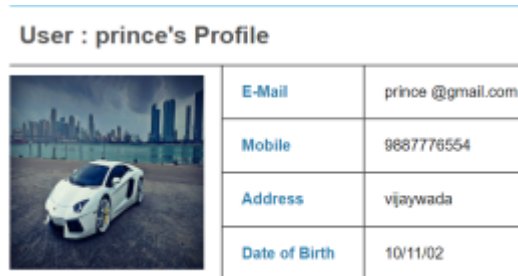 User : prince's Profile
E-Mail prince @gmail.com
Mobile 9887776554
Address vijaywada
Date of Birth 10/11/02